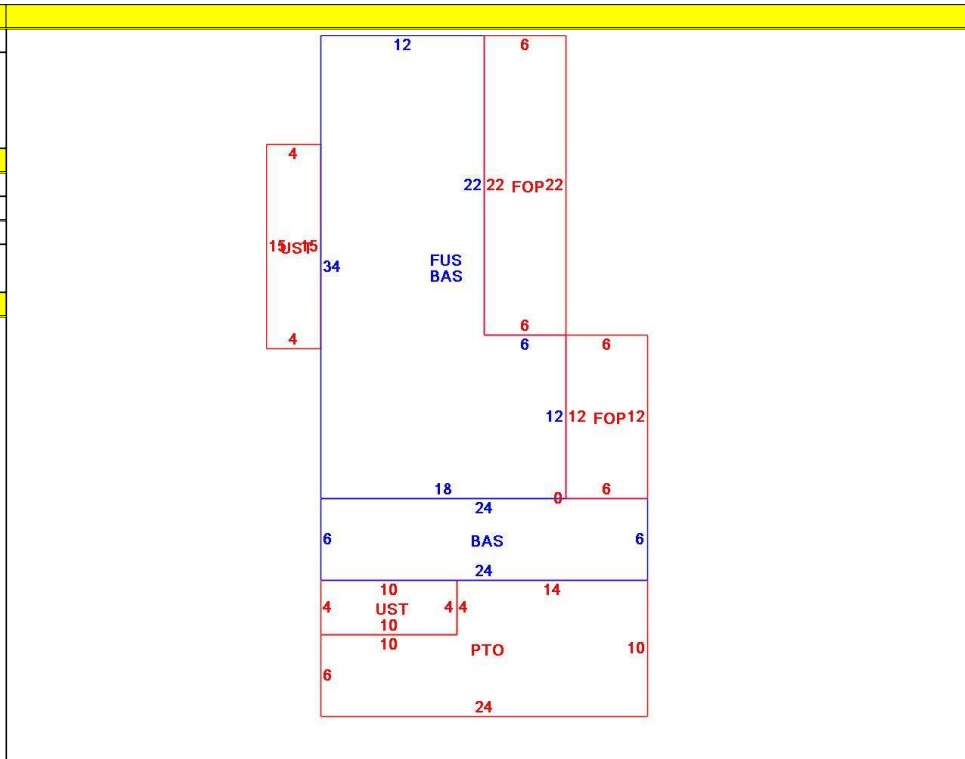 12 6
4
22 22 FOP 22
15 UST 15
FUS
34
BAS
6
4 6 6
12 12 FOP 12
18 0 6
24
6 BAS 6
24
10 14
4 UST 4 4
10
10
PTO 10
6
24